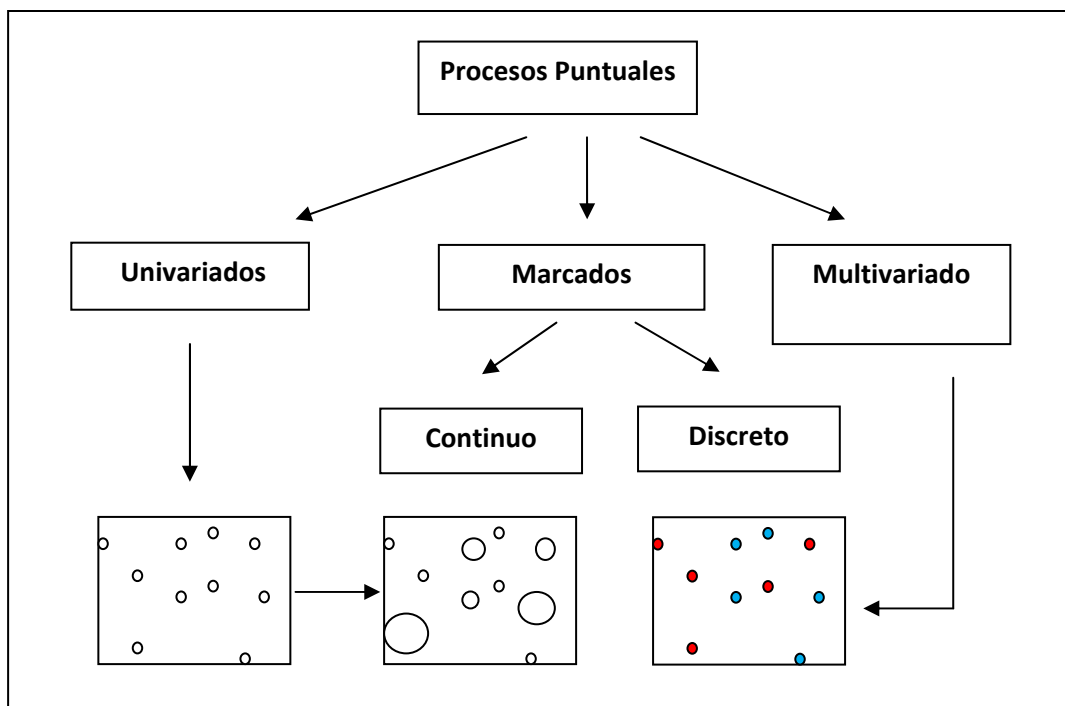 Procesos Puntuales
Univariados
Marcados
Multivariado
Continuo
Discreto